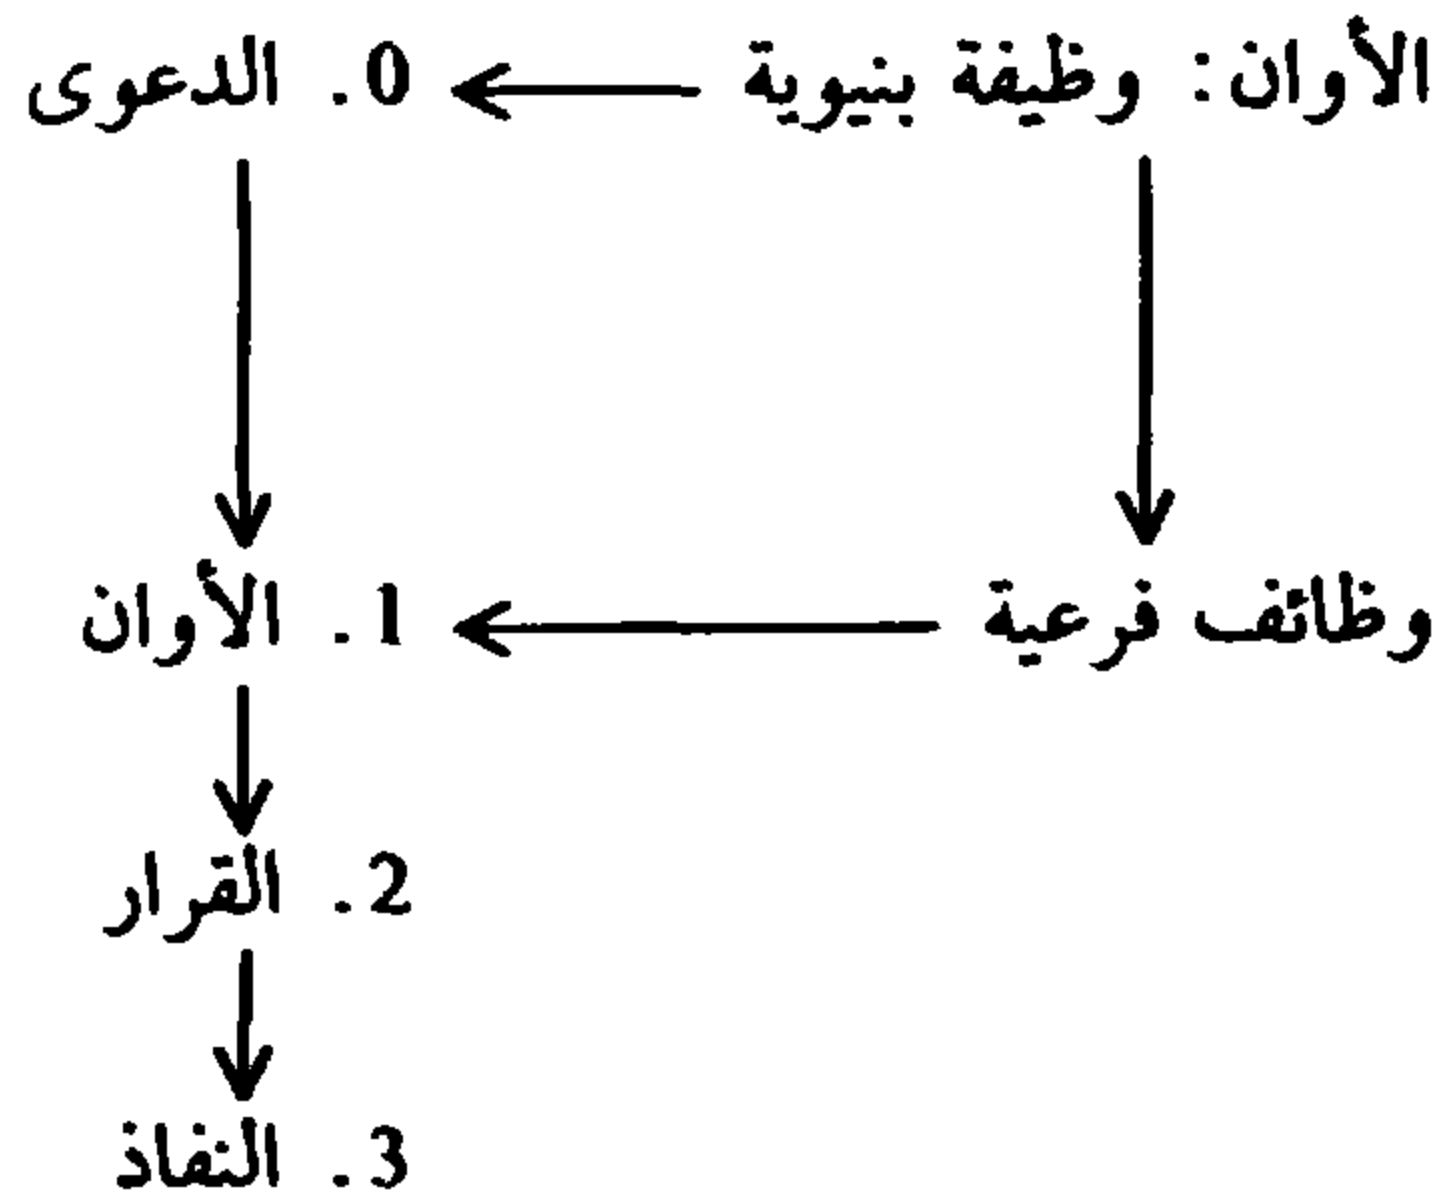 الأوان: وظيفة بنيوية
0. الدعوى
وظائف فرعية
1. الأوان
2. القرار
3. النفاذ